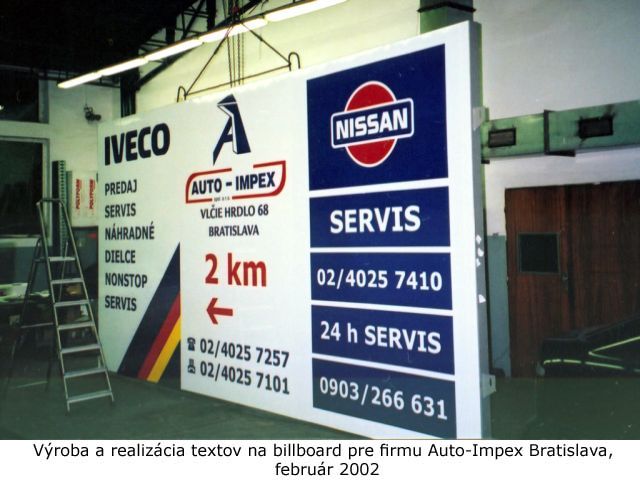 IVECO
PREDAJ
SERVIS
NÁHRADNÉ
DIELCE
NONSTOP
SERVIS
A
AUTO - IMPEX
spol. s r.o.
VLČIE HRDLO 68
BRATISLAVA
2 km
02/4025 7257
02/4025 7101
NISSAN
SERVIS
02/4025 7410
24 h SERVIS
0903/266 631
Výroba a realizácia textov na billboard pre firmu Auto-Impex Bratislava,
február 2002